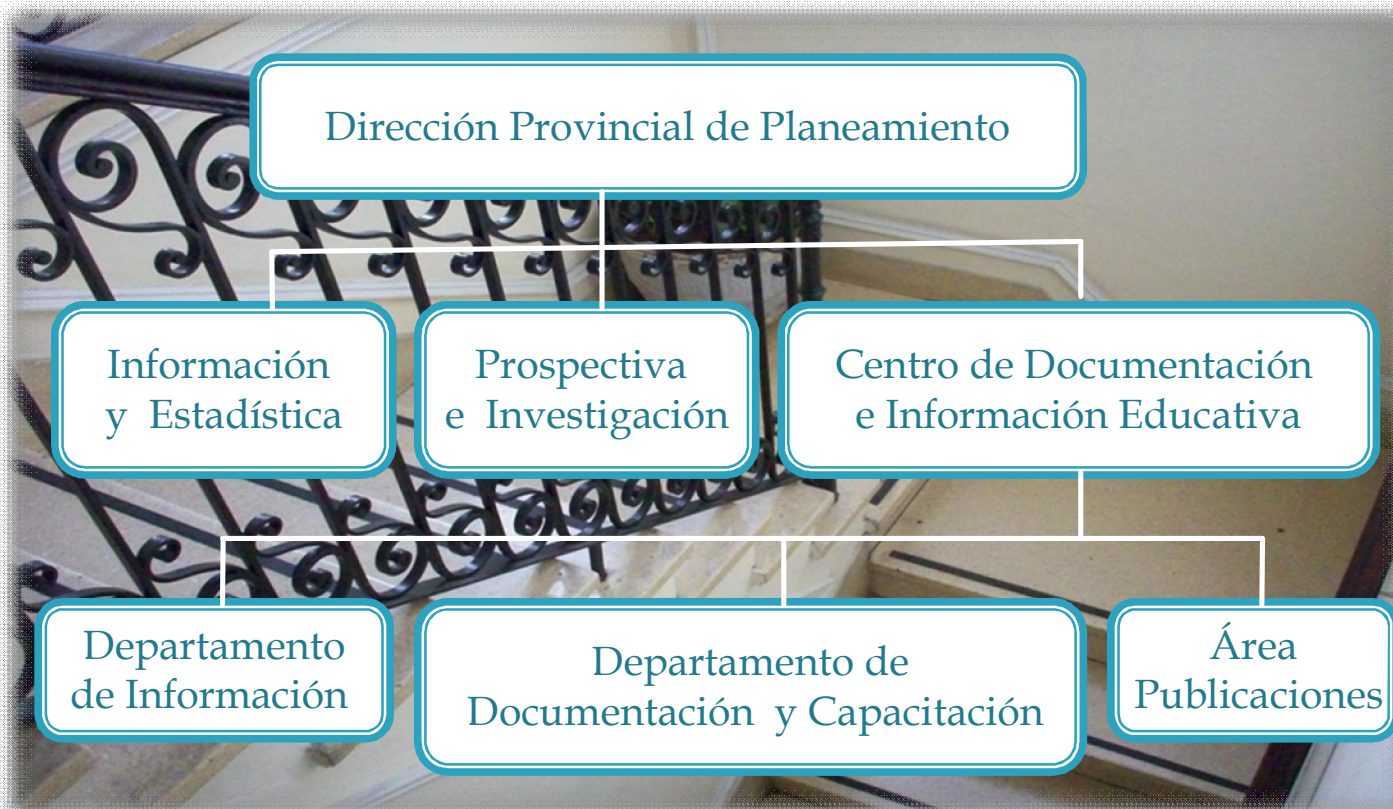 Dirección Provincial de Planeamiento
Información
y Estadística
Prospectiva
e Investigación
Centro de Documentación
e Información Educativa
Departamento
de Información
Departamento de
Documentación y Capacitación
Área
Publicaciones